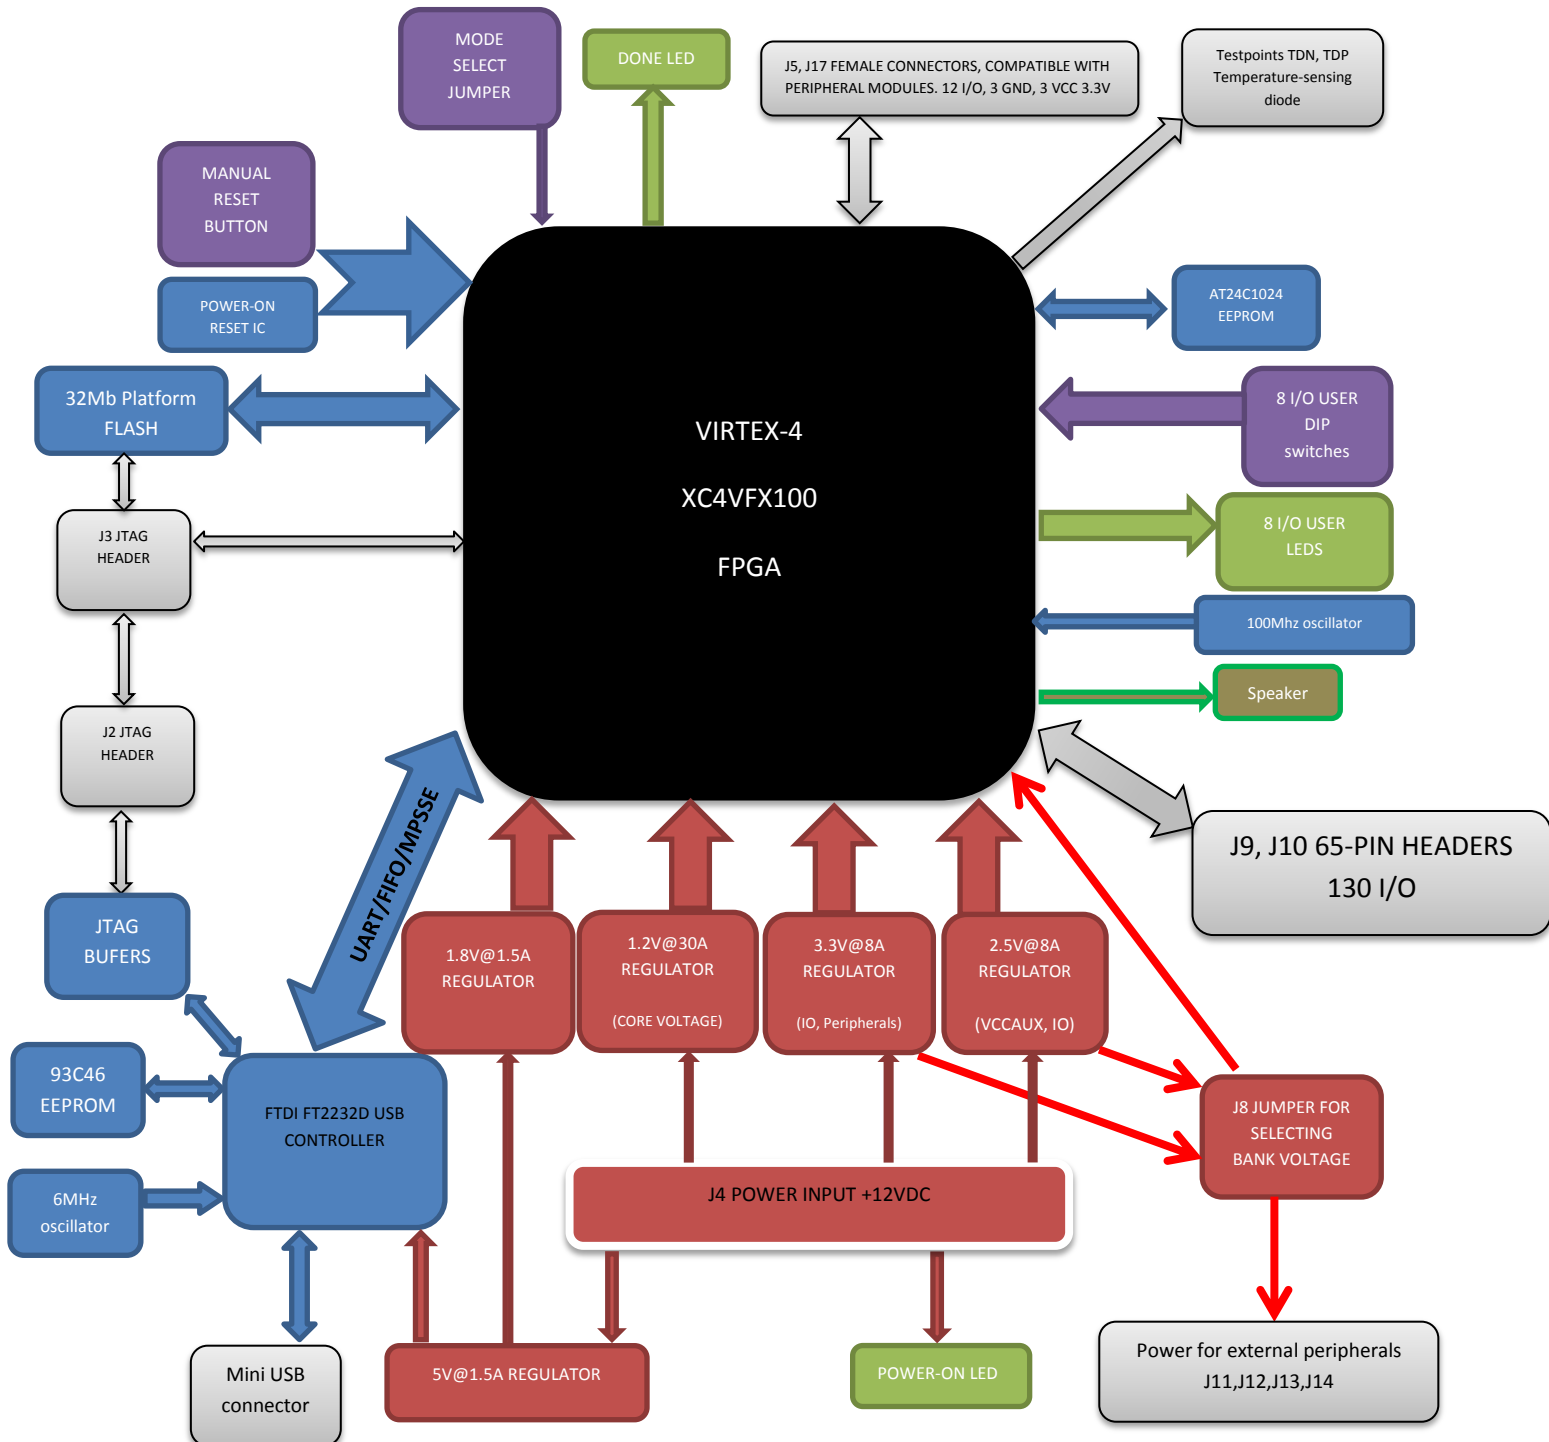 MODE
SELECT
JUMPER
DONE LED
J5, J17 FEMALE CONNECTORS, COMPATIBLE WITH
PERIPHERAL MODULES. 12 I/O, 3 GND, 3 VCC 3.3V
Testpoints TDN, TDP
Temperature-sensing
diode
MANUAL
RESET
BUTTON
POWER-ON
RESET IC
AT24C1024
EEPROM
32Mb Platform
FLASH
8 I/O USER
DIP
switches
VIRTEX-4
XC4VFX100
FPGA
J3 JTAG
HEADER
8 I/O USER
LEDS
100Mhz oscillator
Speaker
J2 JTAG
HEADER
UART/FIFO/MPSSE
J9, J10 65-PIN HEADERS
130 I/O
JTAG
BUFERS
1.8V@1.5A
REGULATOR
1.2V@30A
REGULATOR
(CORE VOLTAGE)
3.3V@8A
REGULATOR
(IO, Peripherals)
2.5V@8A
REGULATOR
(VCCAUX, IO)
93C46
EEPROM
FTDI FT2232D USB
CONTROLLER
J8 JUMPER FOR
SELECTING
BANK VOLTAGE
6MHz
oscillator
J4 POWER INPUT +12VDC
Mini USB
connector
5V@1.5A REGULATOR
POWER-ON LED
Power for external peripherals
J11,J12,J13,J14